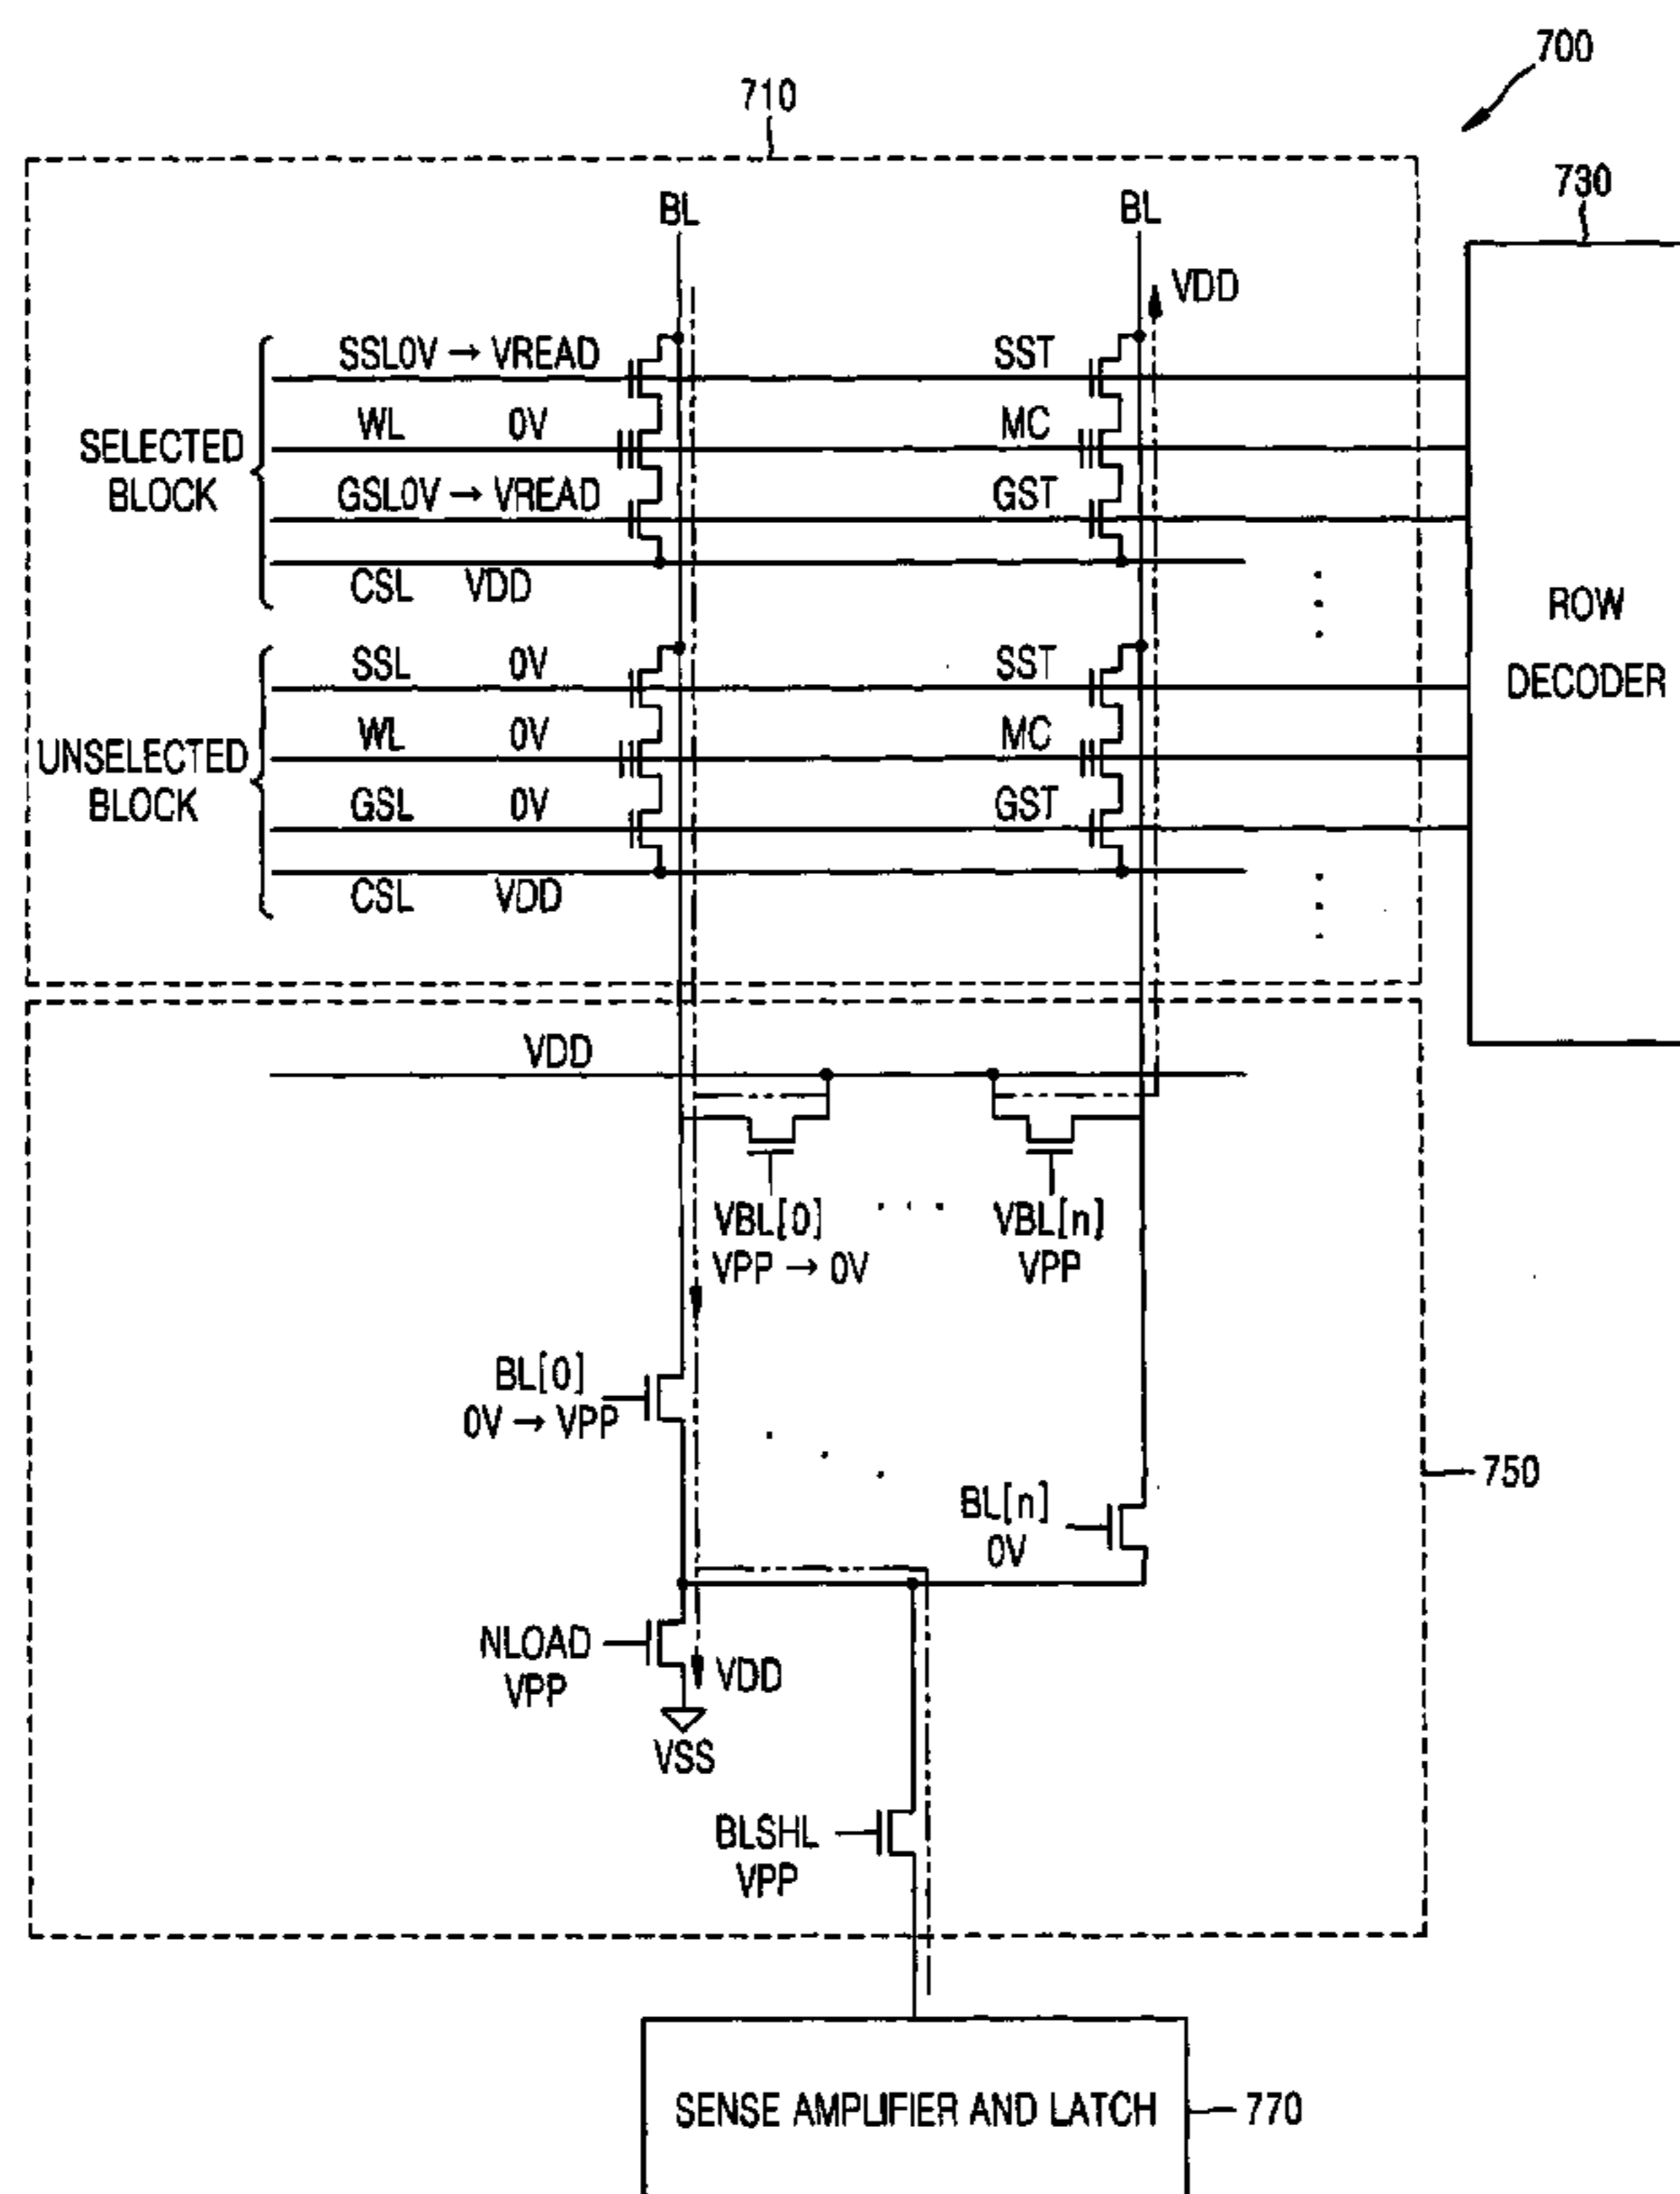 700
710
730
BL BL
VDD
SSL0V → VREAD SST
WL 0V MC
SELECTED
BLOCK
GSL0V → VREAD GST
CSL VDD
ROW
DECODER
SSL 0V SST
WL 0V MC
UNSELECTED
BLOCK
GSL 0V GST
CSL VDD
VDD
VBL[0] VBL[n]
VPP → 0V VPP
BL[0]
0V → VPP
750
BL[n]
0V
NLOAD
VPP
VDD
VSS
BLSHL
VPP
SENSE AMPLIFIER AND LATCH
770